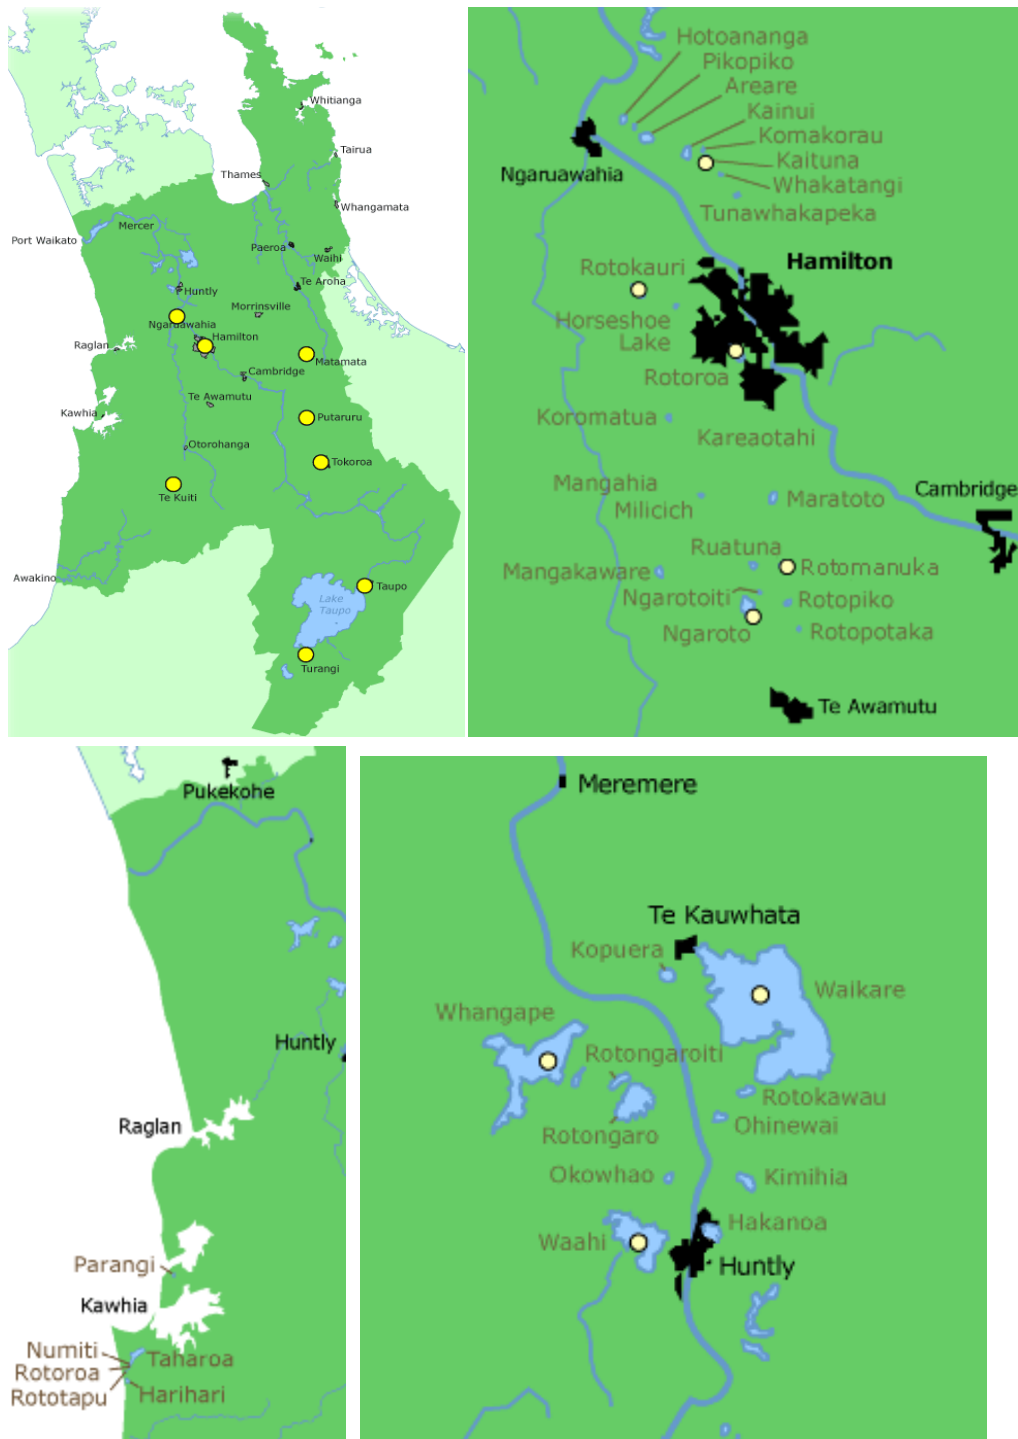 Whitianga
Tairua
Thames
Whangamata
Mercer
Port Waikato
Paeroa
Waihi
Te Aroha
Huntly
Morrinsville
Ngaruawahia
Hamilton
Raglan
Matamata
Cambridge
Te Awamutu
Kawhia
Putaruru
Otorohanga
Tokoroa
Te Kuiti
Awakino
Taupo
Lake
Taupo
Turangi
Hotoananga
Pikopiko
Areare
Kainui
Komakorau
Kaituna
Ngaruawahia
Whakatangi
Tunawhakapeka
Hamilton
Rotokauri
Horseshoe
Lake
Rotoroa
Koromatua
Kareaotahi
Mangahia
Cambridge
Maratoto
Milicich
Ruatuna
Mangakaware
Rotomanuka
Ngarotoiti
Rotopiko
Ngaroto
Rotopotaka
Te Awamutu
Pukekohe
Huntly
Raglan
Parangi
Kawhia
Numiti
Taharoa
Rotoroa
Rototapu
Harihari
Meremere
Te Kauwhata
Kopuera
Waikare
Whangape
Rotongaroiti
Rotokawau
Ohinewai
Rotongaro
Okowhao
Kimihia
Hakanoa
Waahi
Huntly